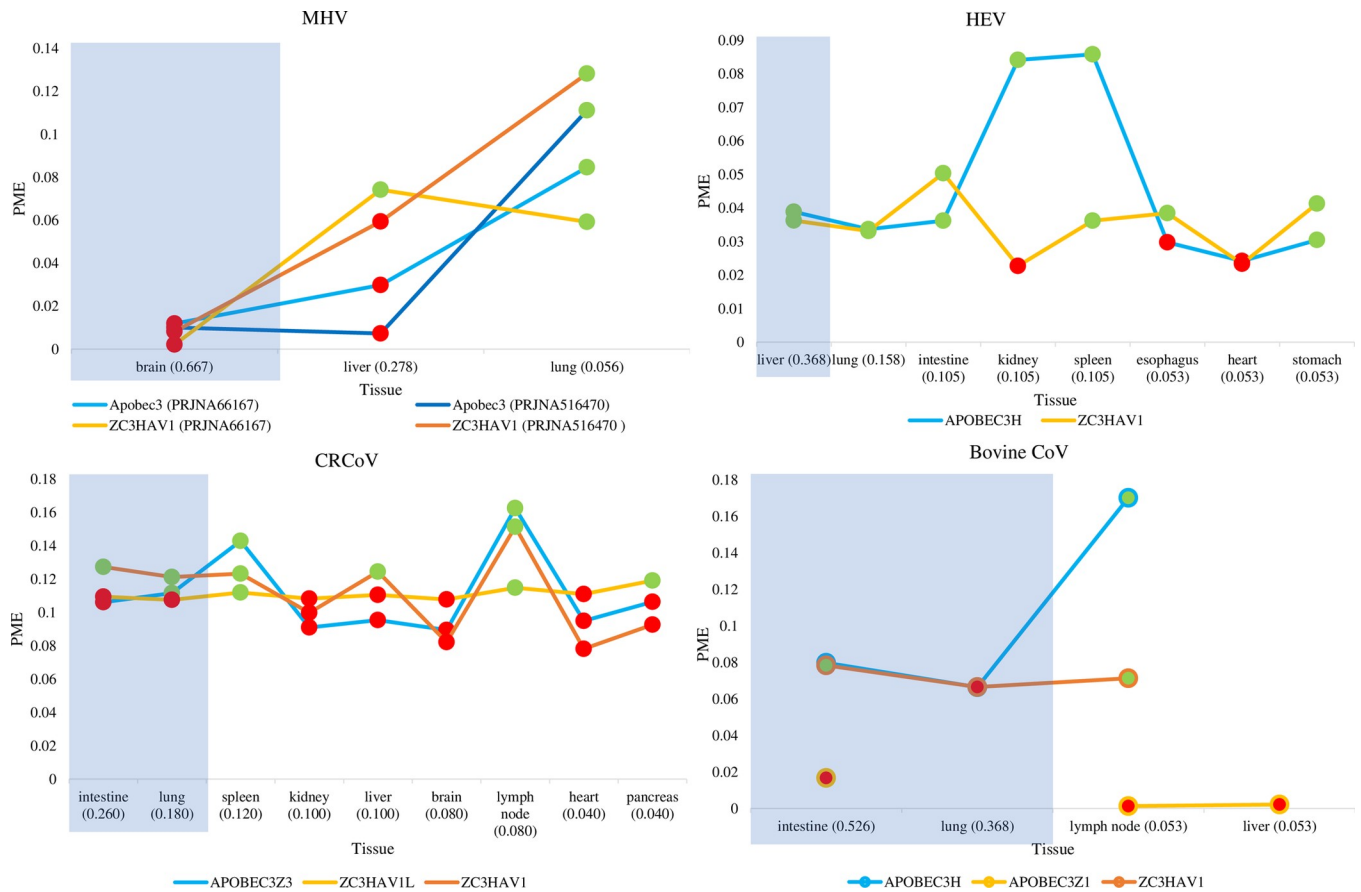 MHV
0.14
0.12
0.1
0.08
0.06
0.04
0.02
0
PME
brain (0.667) liver (0.278) lung (0.056)
Tissue
Apobec3 (PRJNA66167) Apobec3 (PRJNA516470)
ZC3HAV1 (PRJNA66167) ZC3HAV1 (PRJNA516470 )
HEV
0.09
0.08
0.07
0.06
0.05
0.04
0.03
0.02
0.01
0
PME
liver (0.368) lung (0.158) intestine kidney spleen esophagus heart stomach
(0.105) (0.105) (0.105) (0.053) (0.053) (0.053)
Tissue
APOBEC3H ZC3HAV1
CRCoV
0.18
0.16
0.14
0.12
0.1
0.08
0.06
0.04
0.02
0
PME
intestine lung spleen kidney liver brain lymph heart pancreas
(0.260) (0.180) (0.120) (0.100) (0.100) (0.080) node (0.040) (0.040)
(0.080)
Tissue
APOBEC3Z3 ZC3HAV1L ZC3HAV1
Bovine CoV
0.18
0.16
0.14
0.12
0.1
0.08
0.06
0.04
0.02
0
PME
intestine (0.526) lung (0.368) lymph node (0.053) liver (0.053)
Tissue
APOBEC3H APOBEC3Z1 ZC3HAV1